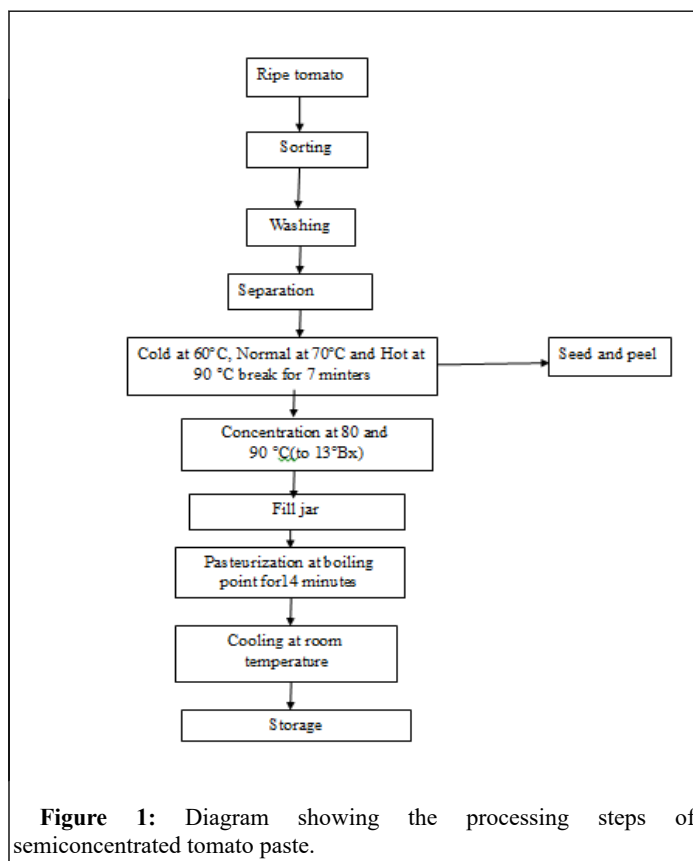 Ripe tomato
Sorting
Washing
Separation
Cold at 60°C, Normal at 70°C and Hot at
90 °C break for 7 minters
Seed and peel
Concentration at 80 and
90 °C(to 13°Bx)
Fill jar
Pasteurization at boiling
point for14 minutes
Cooling at room
temperature
Storage
Figure 1: Diagram showing the processing steps of
semiconcentrated tomato paste.